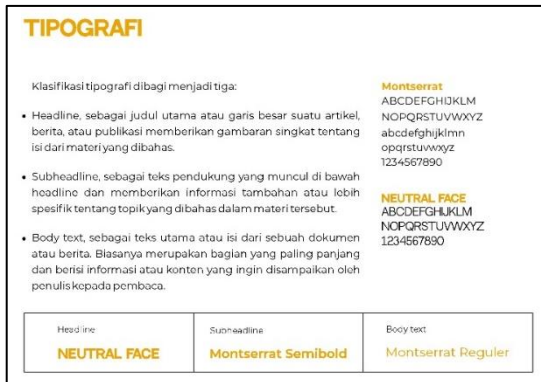 TIPOGRAFI
Klasifikasi tipografi dibagi menjadi tiga:
• Headline, sebagai judul utama atau garis besar suatu artikel,
berita, atau publikasi memberikan gambaran singkat tentang
isi dari materi yang dibahas.
• Subheadline, sebagai teks pendukung yang muncul di bawah
headline dan memberikan informasi tambahan atau lebih
spesifik tentang topik yang dibahas dalam materi tersebut.
• Body text, sebagai teks utama atau isi dari sebuah dokumen
atau berita. Biasanya merupakan bagian yang paling panjang
dan berisi informasi atau konten yang ingin disampaikan oleh
penulis kepada pembaca.
Montserrat
ABCDEFGHIJKLM
NOPQRSTUVWXYZ
abcdefghijklmn
opqrstuvwxyz
1234567890
NEUTRAL FACE
ABCDEFGHIJKLM
NOPQRSTUVWXYZ
1234567890
Headline
NEUTRAL FACE
Subneadline
Montserrat Semibold
Body text
Montserrat Reguler